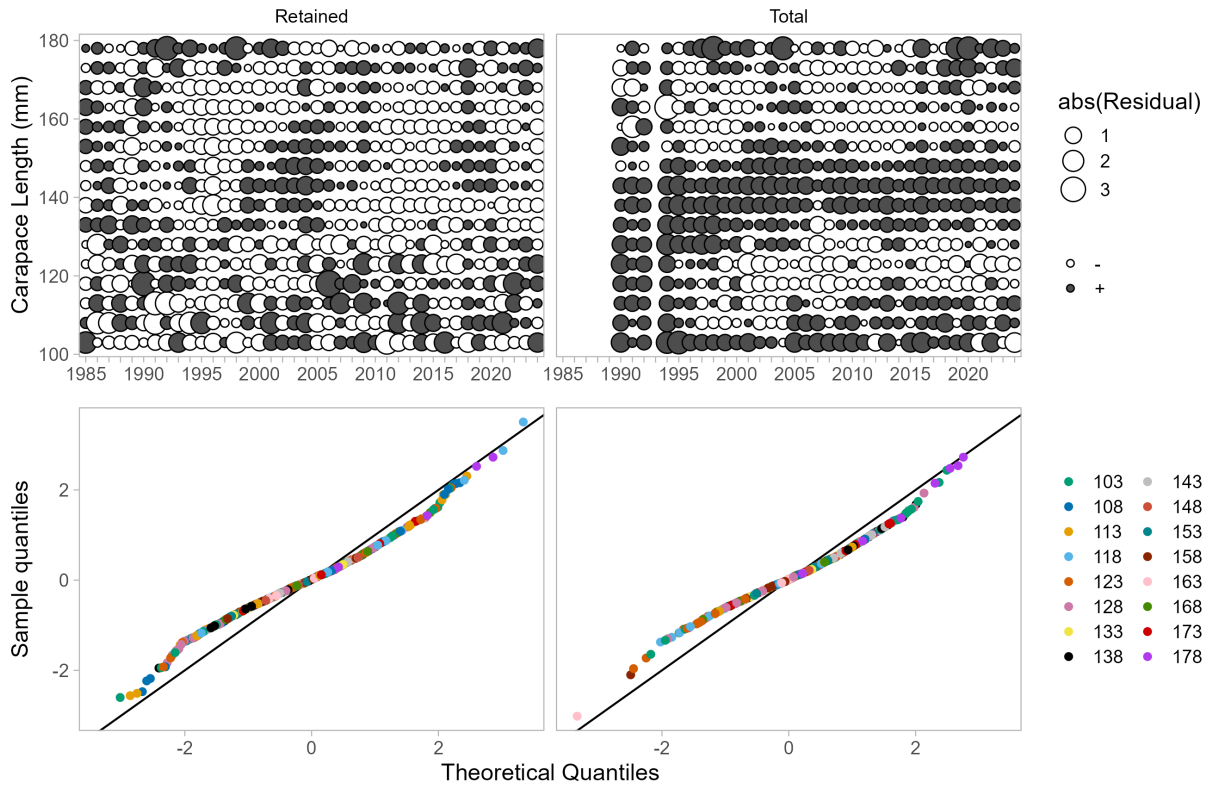 Retained Total
Carapace Length (mm)
180
160
140
120
100
1985 1990 1995 2000 2005 2010 2015 2020
1985 1990 1995 2000 2005 2010 2015 2020
abs(Residual)
1
2
3
-
+
Sample quantiles
2
0
-2
-2 0 2
-2 0 2
Theoretical Quantiles
103 143
108 148
113 153
118 158
123 163
128 168
133 173
138 178